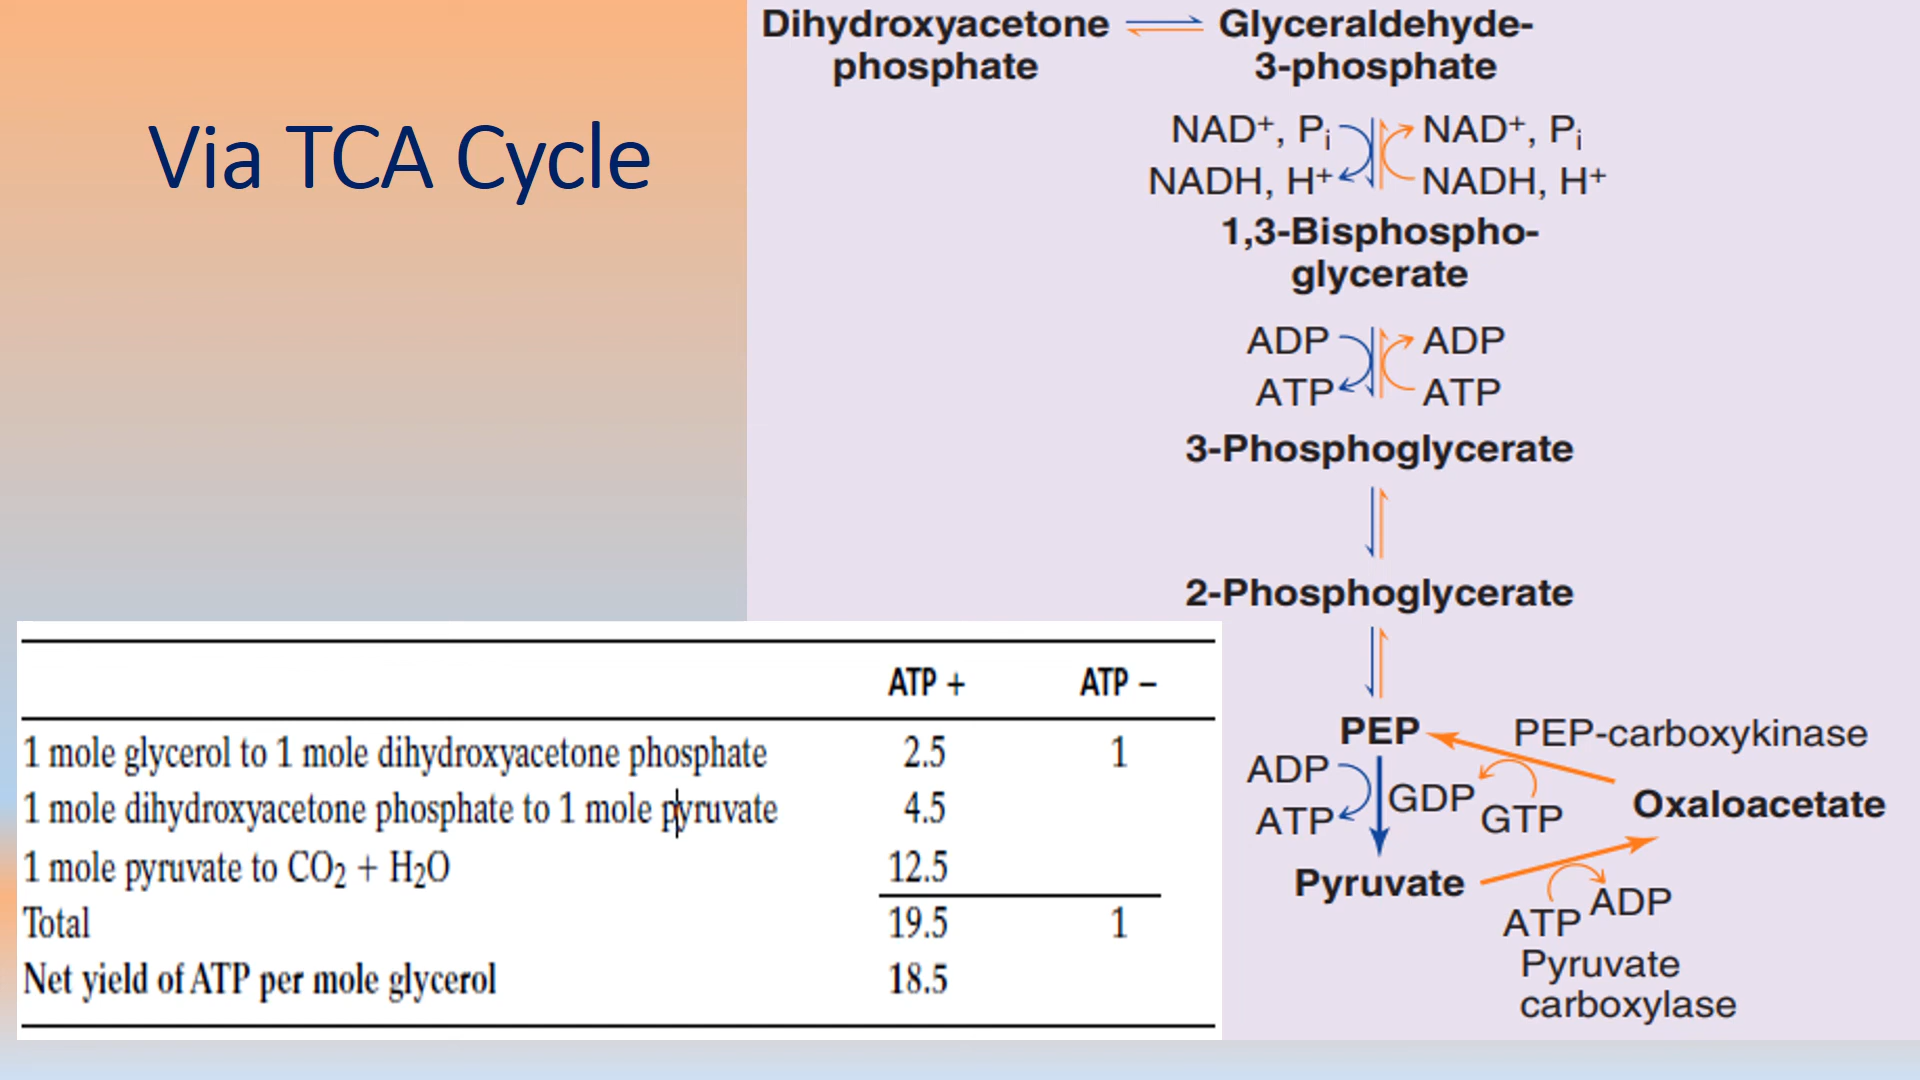 Via TCA Cycle
Dihydroxyacetone phosphate
Glyceraldehyde-
3-phosphate
NAD⁺, Pᵢ NAD⁺, Pᵢ
NADH, H⁺ NADH, H⁺
1,3-Bisphospho-
glycerate
ADP ADP
ATP ATP
3-Phosphoglycerate
2-Phosphoglycerate
PEP PEP-carboxykinase
ADP
ATP
GDP
GTP
Oxaloacetate
Pyruvate
ATP ADP
Pyruvate
carboxylase
ATP + ATP –
1 mole glycerol to 1 mole dihydroxyacetone phosphate 2.5 1
1 mole dihydroxyacetone phosphate to 1 mole pyruvate 4.5
1 mole pyruvate to CO₂ + H₂O 12.5
Total 19.5 1
Net yield of ATP per mole glycerol 18.5